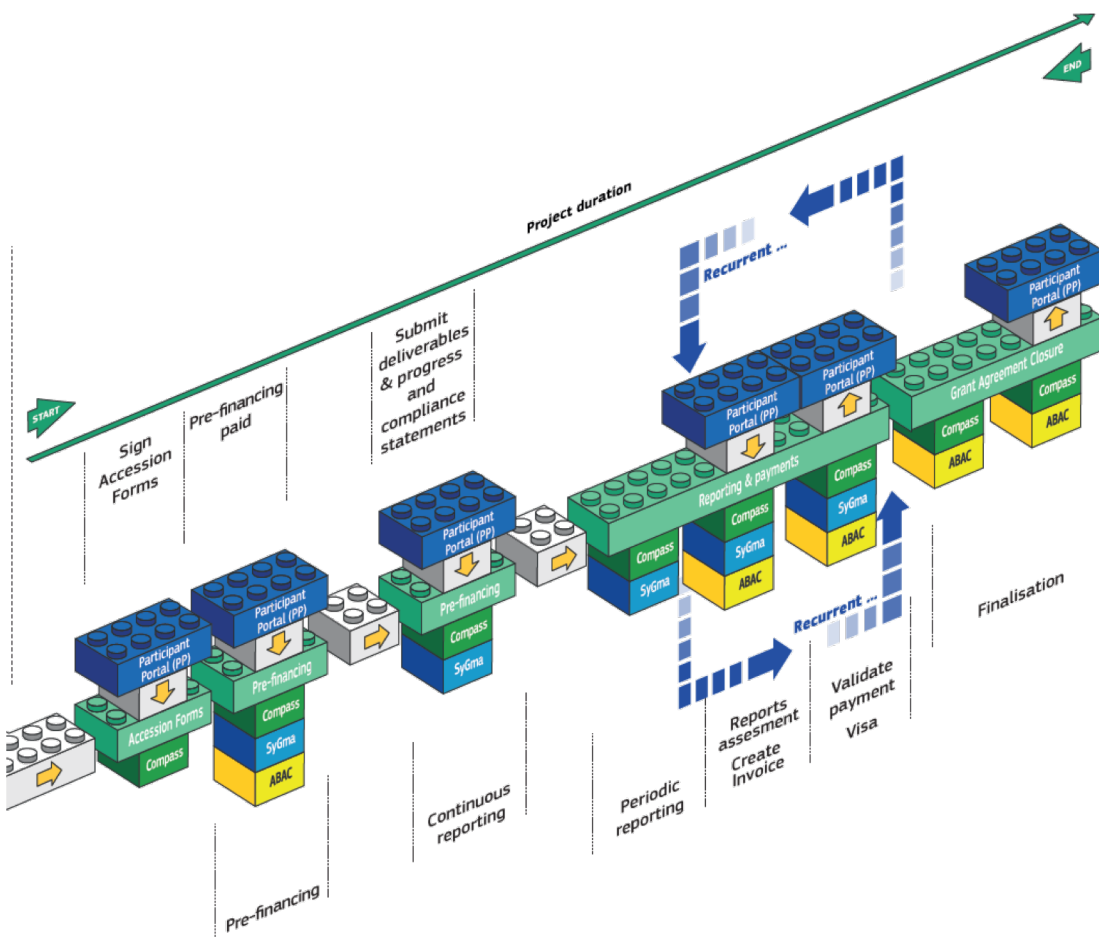 END
Project duration
Recurrent ...
START
Sign
Accession
Forms
Pre-financing
paid
Submit
deliverables
& progress
and
compliance
statements
Participant
Portal (PP)
Accession Forms
Compass
Participant
Portal (PP)
Pre-financing
Compass
SyGma
ABAC
Participant
Portal (PP)
Pre-financing
Compass
SyGma
Participant
Portal (PP)
Participant
Portal (PP)
Reporting & payments
Compass
SyGma
Compass
SyGma
ABAC
Compass
SyGma
ABAC
Participant
Portal (PP)
Grant Agreement Closure
Compass
ABAC
Compass
ABAC
Recurrent ...
Pre-financing
Continuous
reporting
Periodic
reporting
Reports
assesment
Create
Invoice
Validate
payment
Visa
Finalisation